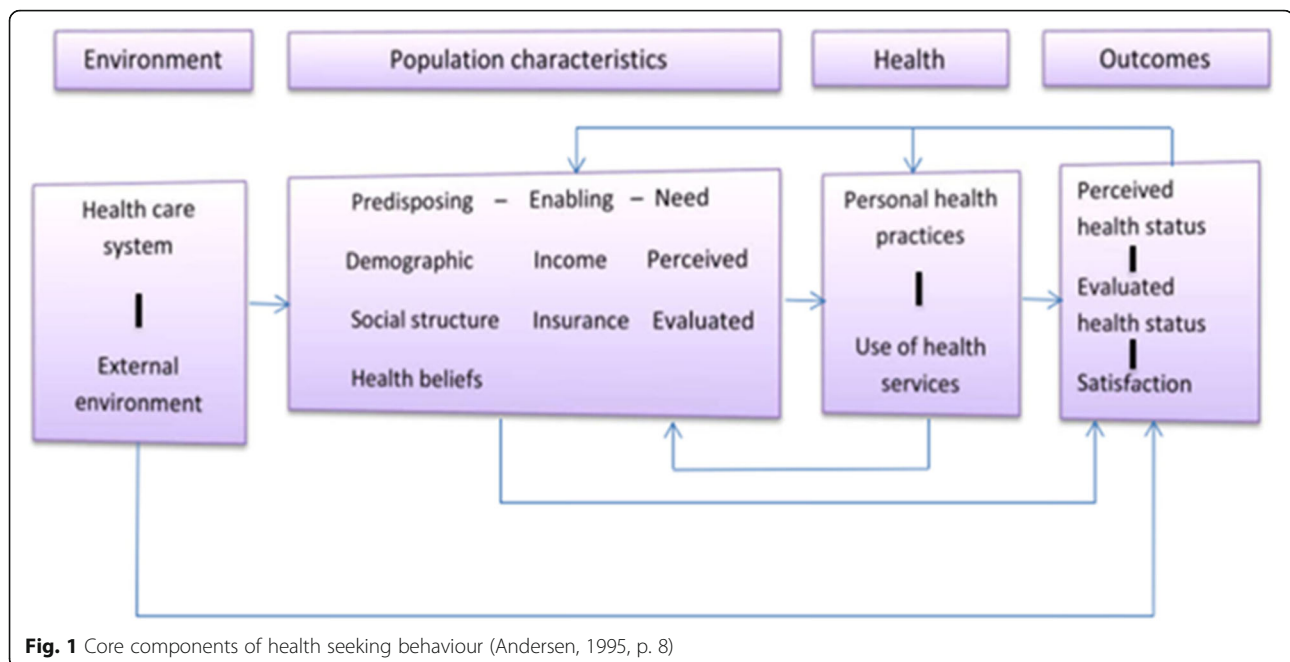 Environment
Population characteristics
Health
Outcomes
Health care
system
External
environment
Predisposing – Enabling – Need
Demographic Income Perceived
Social structure Insurance Evaluated
Health beliefs
Personal health
practices
Use of health
services
Perceived
health status
Evaluated
health status
Satisfaction
Fig. 1 Core components of health seeking behaviour (Andersen, 1995, p. 8)